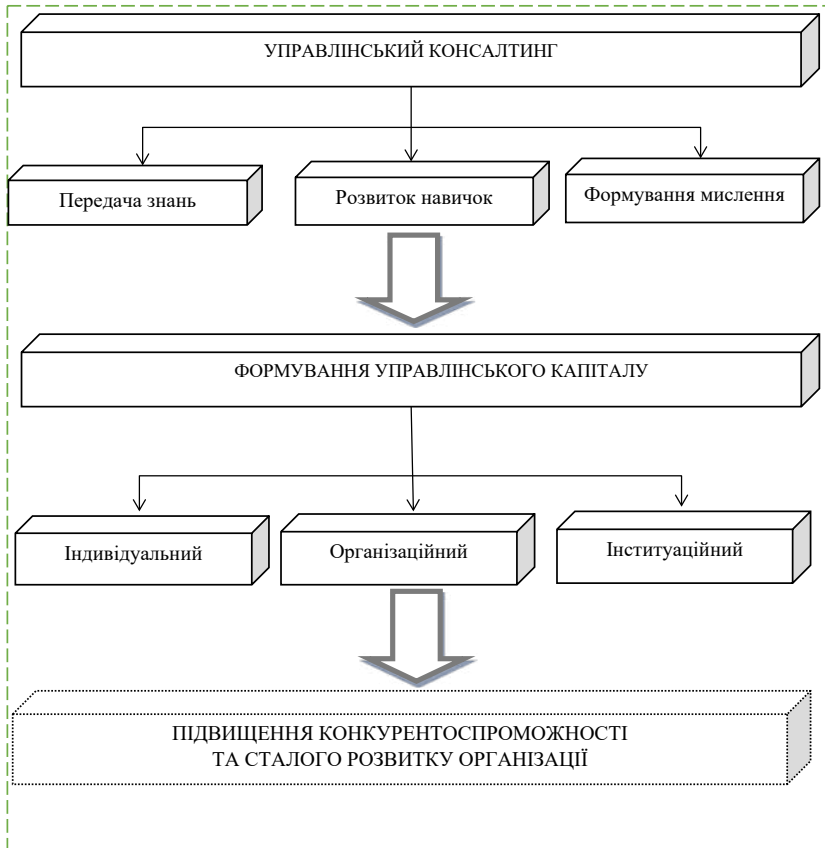 УПРАВЛІНСЬКИЙ КОНСАЛТИНГ
Передача знань
Розвиток навичок
Формування мислення
ФОРМУВАННЯ УПРАВЛІНСЬКОГО КАПІТАЛУ
Індивідуальний
Організаційний
Інституаційний
ПІДВИЩЕННЯ КОНКУРЕНТОСПРОМОЖНОСТІ
ТА СТАЛОГО РОЗВИТКУ ОРГАНІЗАЦІЇ